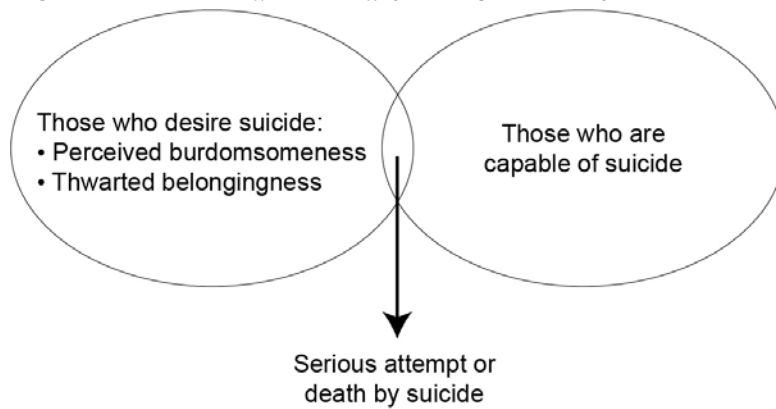 Those who desire suicide:
• Perceived burdomsomeness
• Thwarted belongingness
Those who are
capable of suicide
Serious attempt or
death by suicide